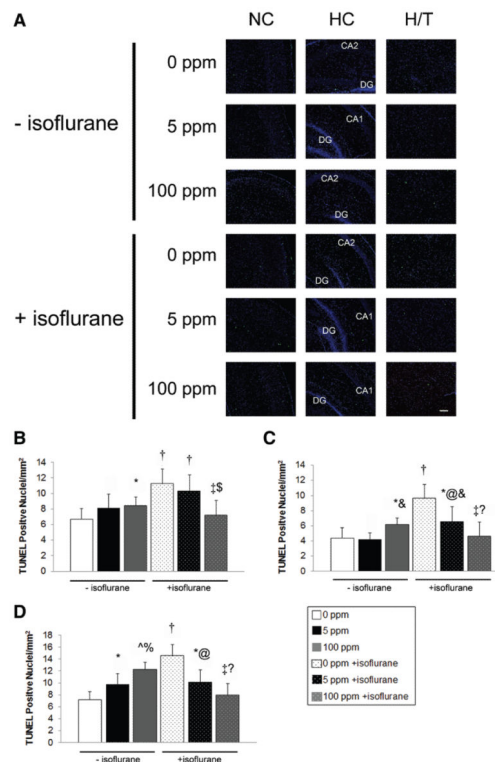 A
NC HC H/T
- isoflurane
0 ppm
CA2
DG
5 ppm
CA1
DG
100 ppm
CA2
DG
+ isoflurane
0 ppm
CA2
DG
5 ppm
CA1
DG
100 ppm
CA1
DG
B
TUNEL Positve Nuclei/mm²
14
12
10
8
6
4
2
0
* † † ‡$
- isoflurane +isoflurane
C
TUNEL Positve Nuclei/mm²
14
12
10
8
6
4
2
0
*& † *@& ‡?
- isoflurane +isoflurane
D
TUNEL Positve Nuclei/mm²
18
16
14
12
10
8
6
4
2
0
* ^% † *@ ‡?
- isoflurane +isoflurane
0 ppm
5 ppm
100 ppm
0 ppm +isoflurane
5 ppm +isoflurane
100 ppm +isoflurane